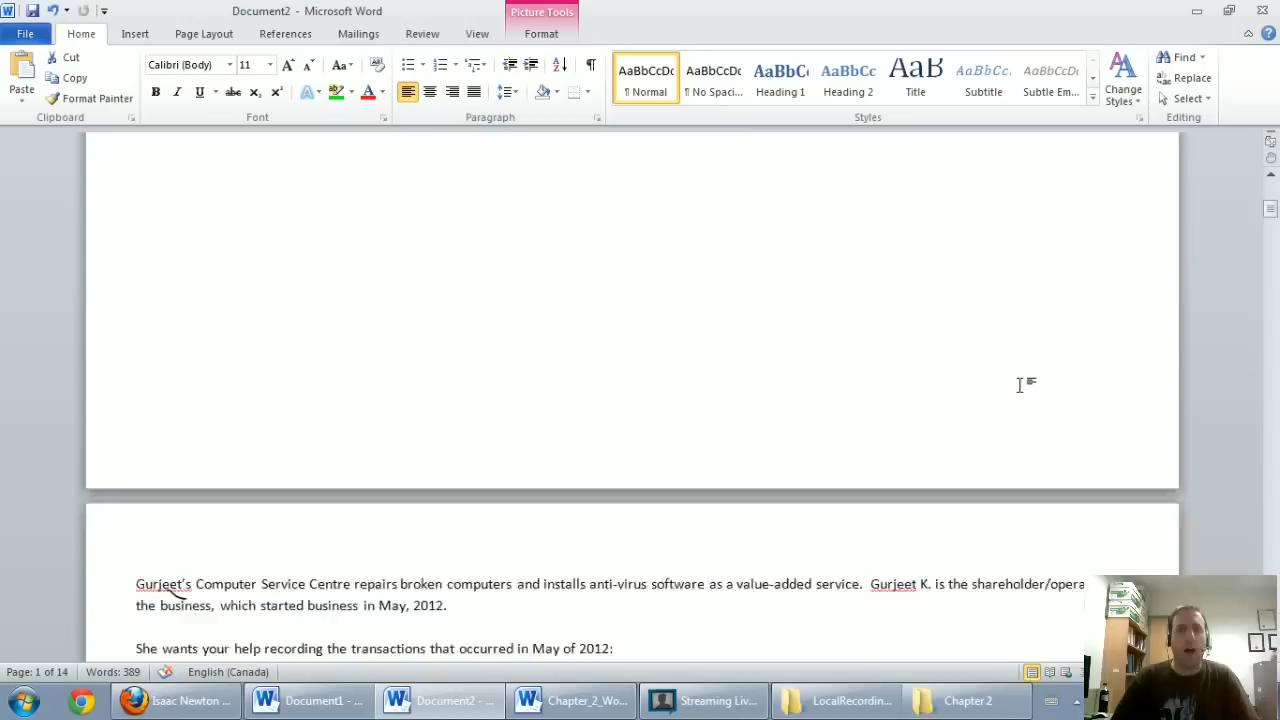 Document2 - Microsoft Word
Picture Tools
File Home Insert Page Layout References Mailings Review View Format
Cut
Copy
Format Painter
Paste
Clipboard
Calibri (Body) 11
Font
Paragraph
AaBbCcDc AaBbCcDc AaBbC AaBbCc AaB AaBbCc. AaBbCcDc
¶ Normal ¶ No Spaci... Heading 1 Heading 2 Title Subtitle Subtle Em...
Styles
Change Styles
Find
Replace
Select
Editing
Gurjeet's Computer Service Centre repairs broken computers and installs anti-virus software as a value-added service. Gurjeet K. is the shareholder/opera
the business, which started business in May, 2012.
She wants your help recording the transactions that occurred in May of 2012:
Page: 1 of 14 Words: 389 English (Canada)
Isaac Newton ... Document1 - ... Document2 - ... Chapter_2_Wo... Streaming Liv... LocalRecordin... Chapter 2